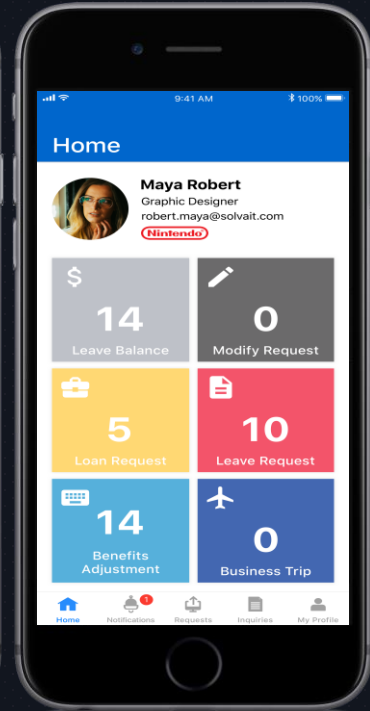 9:41 AM
100%
Home
Maya Robert
Graphic Designer
robert.maya@solvait.com
Nintendo
14
Leave Balance
0
Modify Request
5
Loan Request
10
Leave Request
14
Benefits
Adjustment
0
Business Trip
1
Home
Notifications
Requests
Inquiries
My Profile